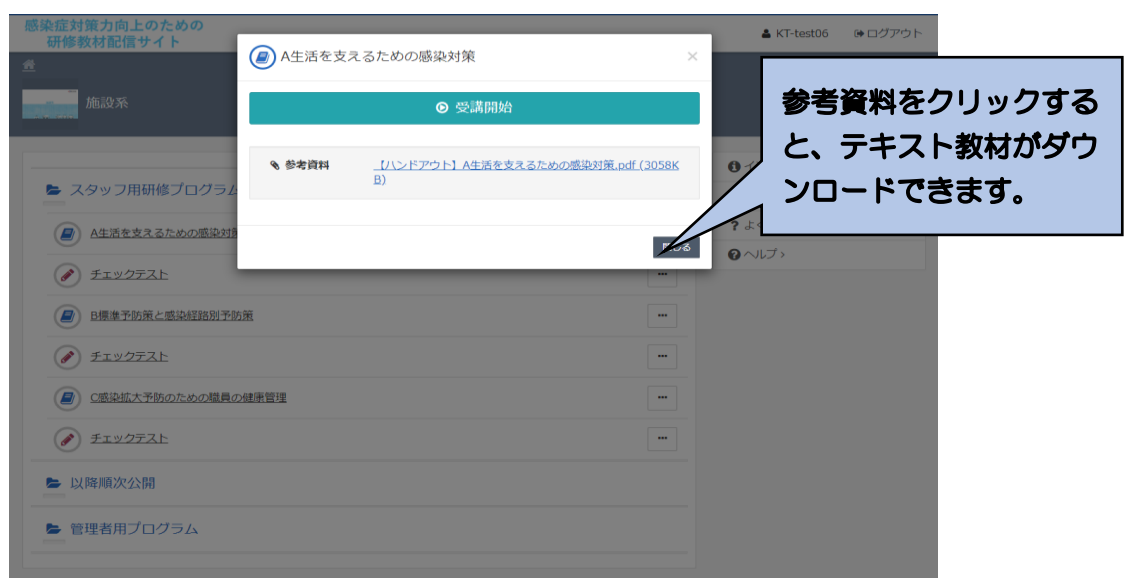 感染症対策力向上のための
研修教材配信サイト
KT-test06 ログアウト
施設系
A生活を支えるための感染対策
×
受講開始
参考資料
【ハンドアウト】A生活を支えるための感染対策.pdf (3058K
B)
参考資料をクリックする
と、テキスト教材がダウ
ンロードできます。
スタッフ用研修プログラム
A生活を支えるための感染対
チェックテスト
B標準予防策と感染経路別予防策
チェックテスト
C感染拡大予防のための職員の健康管理
チェックテスト
以降順次公開
管理者用プログラム
? よ
ヘルプ ›